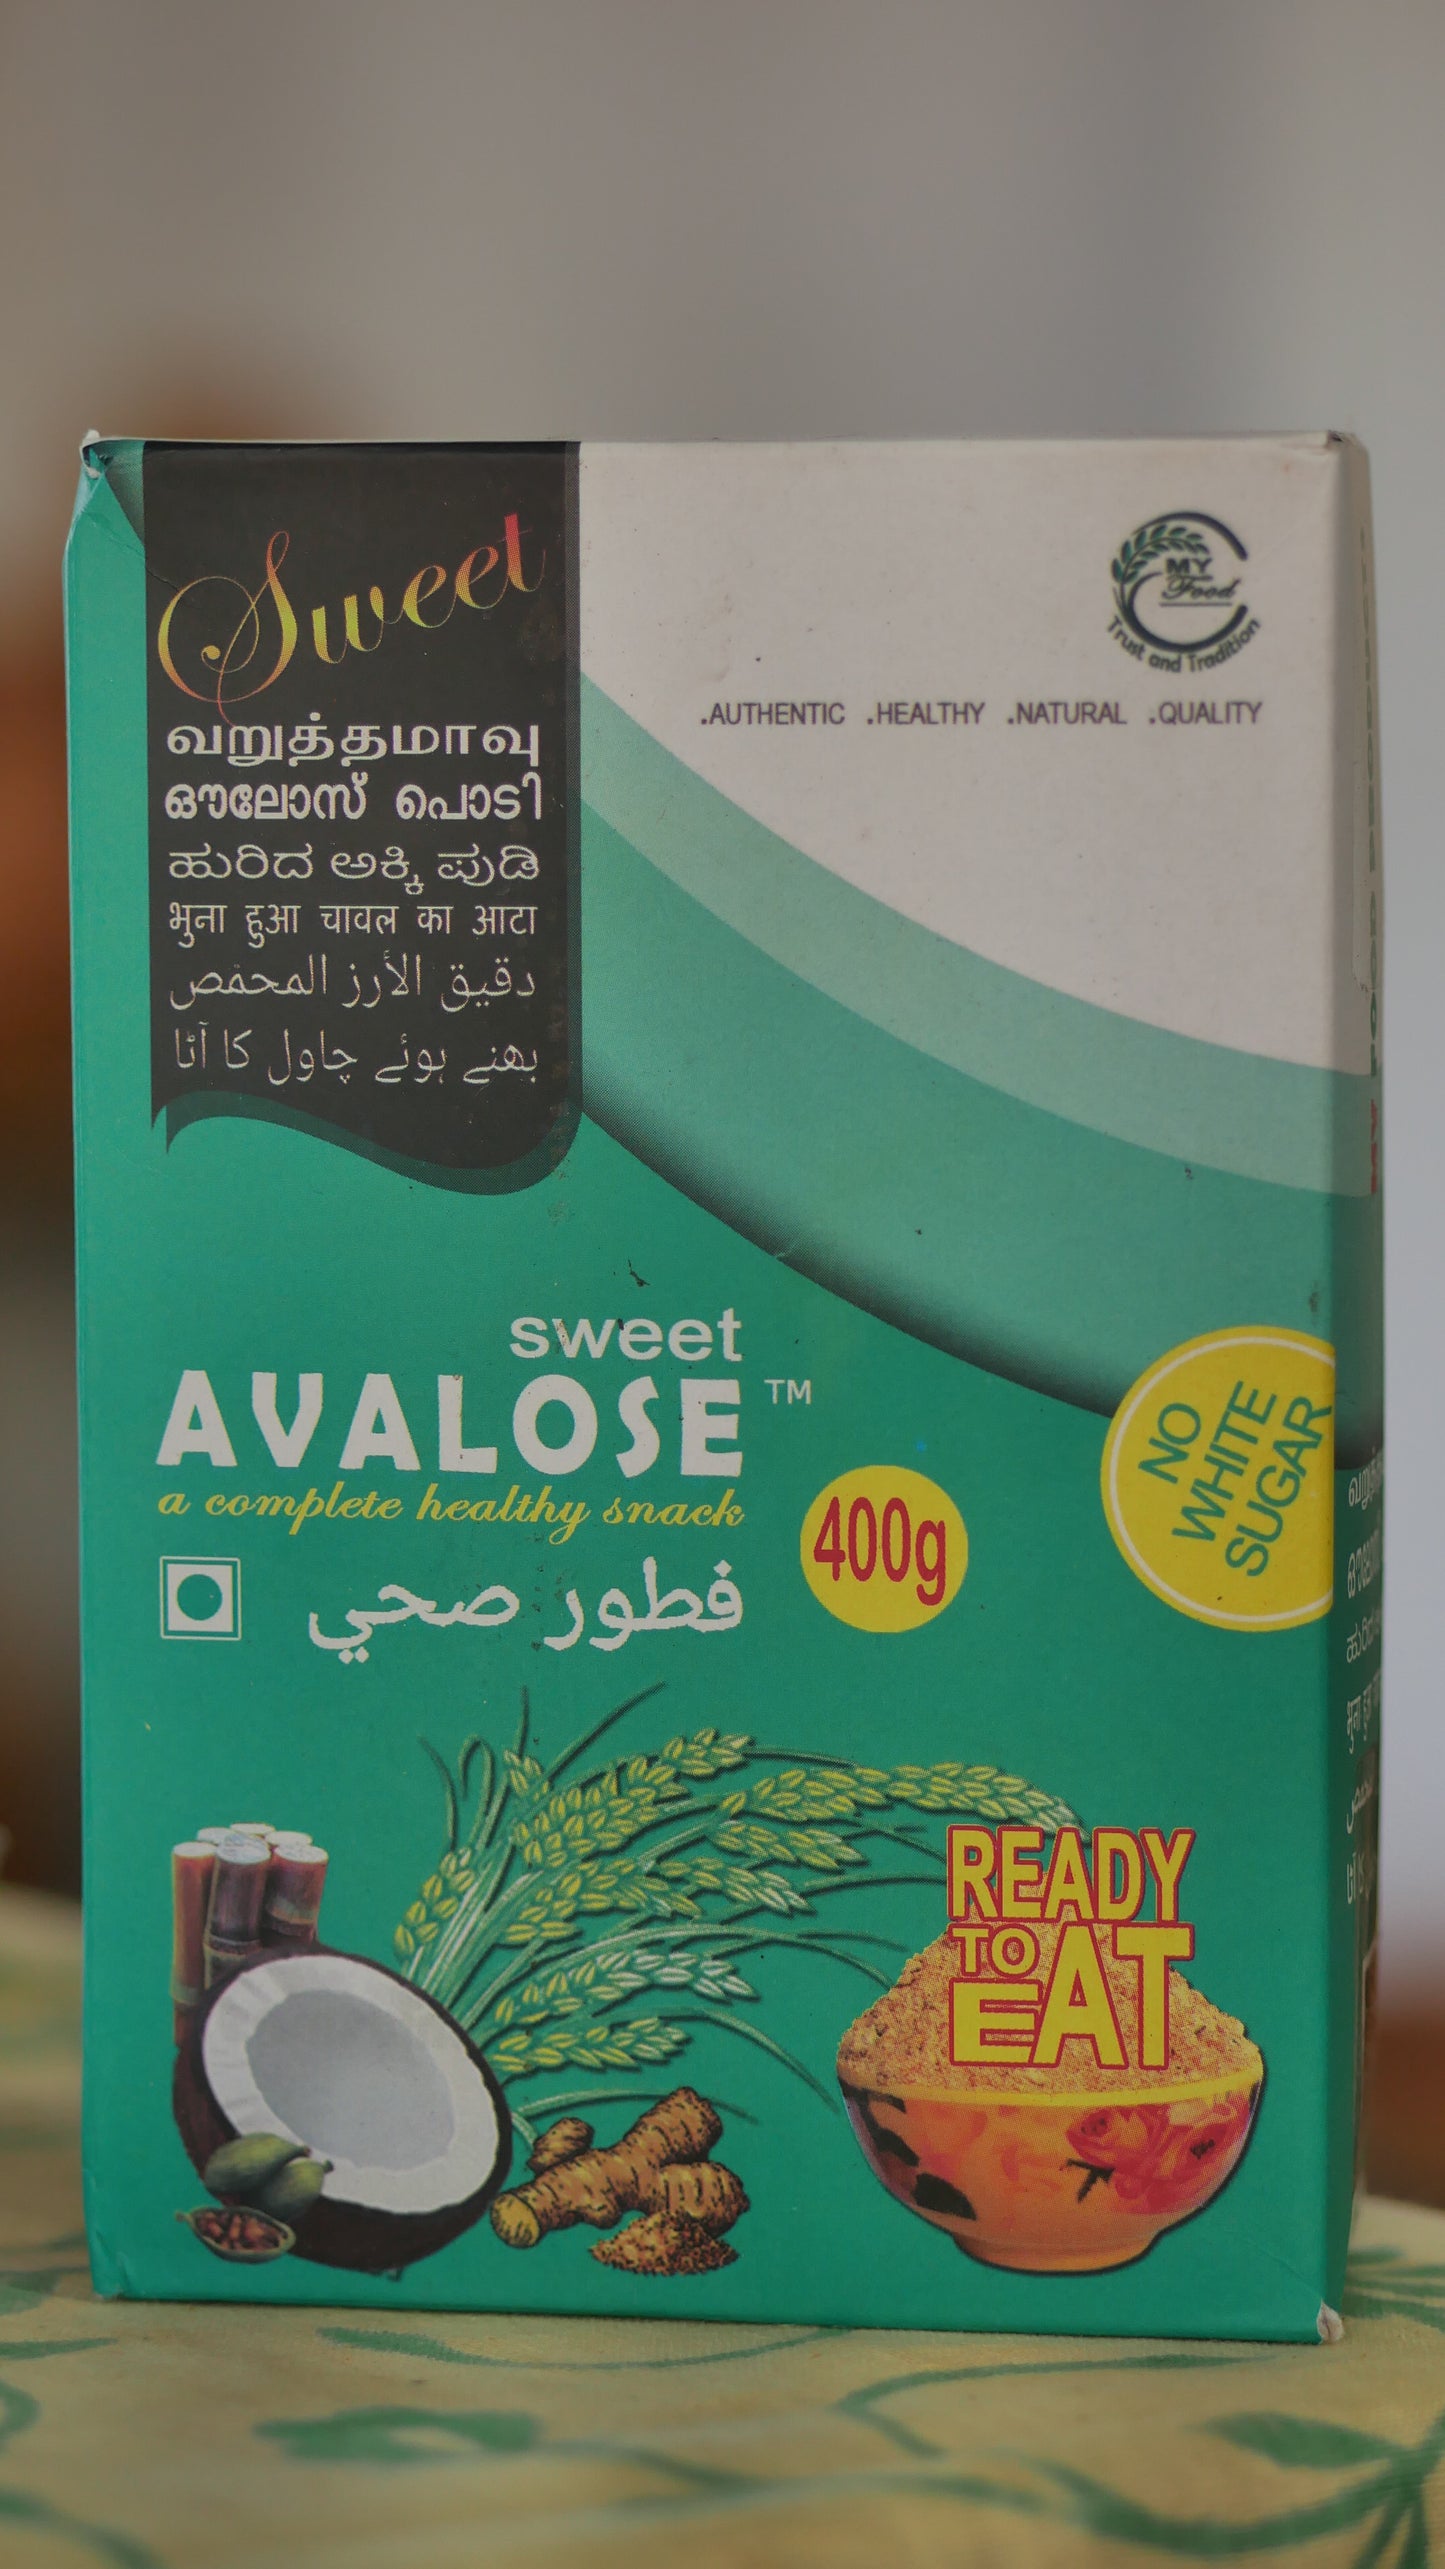 Sweet
வறுத்தமாவு
ഔലോസ് പൊടി
ಹುರಿದ ಅಕ್ಕಿ ಪುಡಿ
भुना हुआ चावल का आटा
دقيق الأرز المحمص
بھنے ہوئے چاول کا آٹا
MY
Food
Trust and Tradition
.AUTHENTIC .HEALTHY .NATURAL .QUALITY
sweet
AVALOSE™
a complete healthy snack
فطور صحي
400g
NO
WHITE
SUGAR
READY
TO
EAT